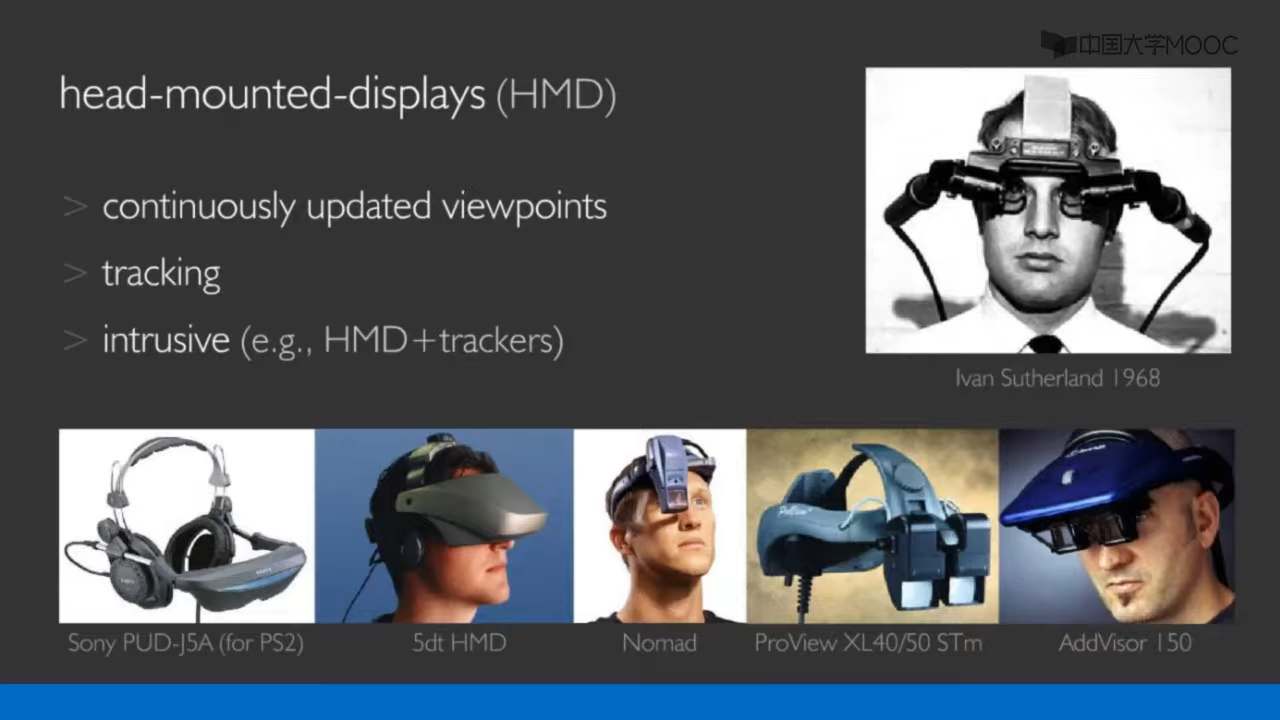 中国大学MOOC
head-mounted-displays (HMD)
> continuously updated viewpoints
> tracking
> intrusive (e.g., HMD+trackers)
Ivan Sutherland 1968
Sony PUD-J5A (for PS2)
5dt HMD
Nomad
ProView XL40/50 STm
AddVisor 150